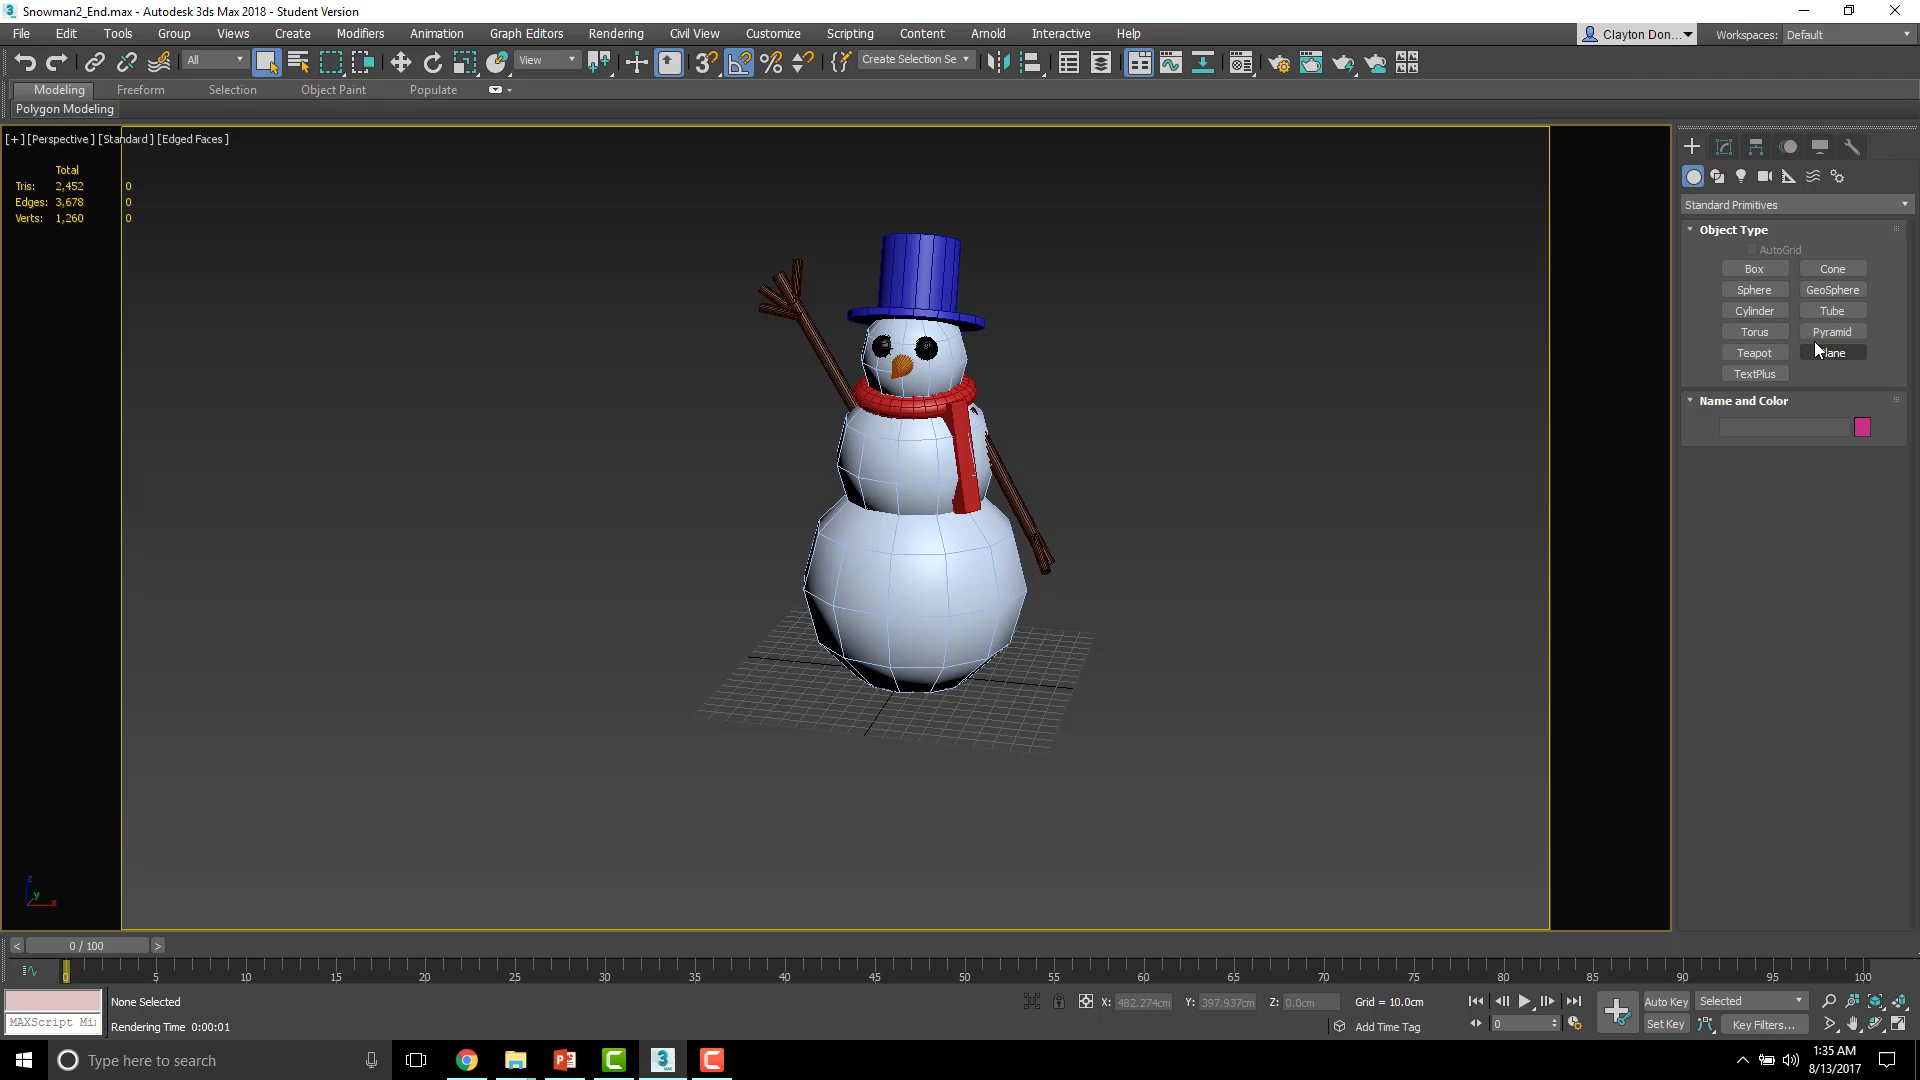 Snowman2_End.max - Autodesk 3ds Max 2018 - Student Version
File Edit Tools Group Views Create Modifiers Animation Graph Editors Rendering Civil View Customize Scripting Content Arnold Interactive Help
Clayton Don... Workspaces: Default
All View 3 Create Selection Se
Modeling Freeform Selection Object Paint Populate
Polygon Modeling
[+] [Perspective] [Standard] [Edged Faces]
Total
Tris: 2,452 0
Edges: 3,678 0
Verts: 1,260 0
Standard Primitives
Object Type
AutoGrid
Box Cone
Sphere GeoSphere
Cylinder Tube
Torus Pyramid
Teapot
TextPlus
Name and Color
z
y
x
< 0 / 100 >
0 5 10 15 20 25 30 35 40 45 50 55 60 65 70 75 80 85 90 95 100
None Selected X: 482.274cm Y: 397.937cm Z: 0.0cm Grid = 10.0cm Auto Key Selected
MAXScript Mi
Rendering Time 0:00:01 Add Time Tag 0 Set Key Key Filters...
Type here to search
1:35 AM
8/13/2017